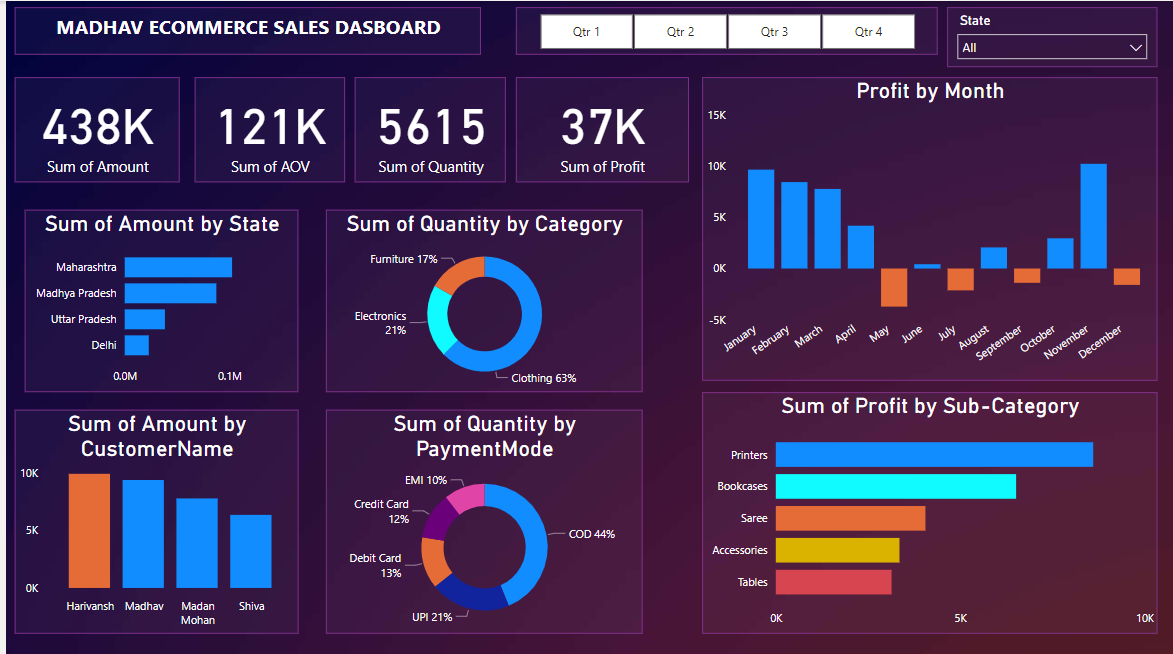 MADHAV ECOMMERCE SALES DASBOARD
Qtr 1
Qtr 2
Qtr 3
Qtr 4
State
All
438K
Sum of Amount
121K
Sum of AOV
5615
Sum of Quantity
37K
Sum of Profit
Profit by Month
15K
10K
5K
0K
-5K
January
February
March
April
May
June
July
August
September
October
November
December
Sum of Amount by State
Maharashtra
Madhya Pradesh
Uttar Pradesh
Delhi
0.0M
0.1M
Sum of Quantity by Category
Furniture 17%
Electronics
21%
Clothing 63%
Sum of Amount by
CustomerName
10K
5K
0K
Harivansh
Madhav
Madan
Mohan
Shiva
Sum of Quantity by
PaymentMode
EMI 10%
Credit Card
12%
Debit Card
13%
UPI 21%
COD 44%
Sum of Profit by Sub-Category
Printers
Bookcases
Saree
Accessories
Tables
0K
5K
10K